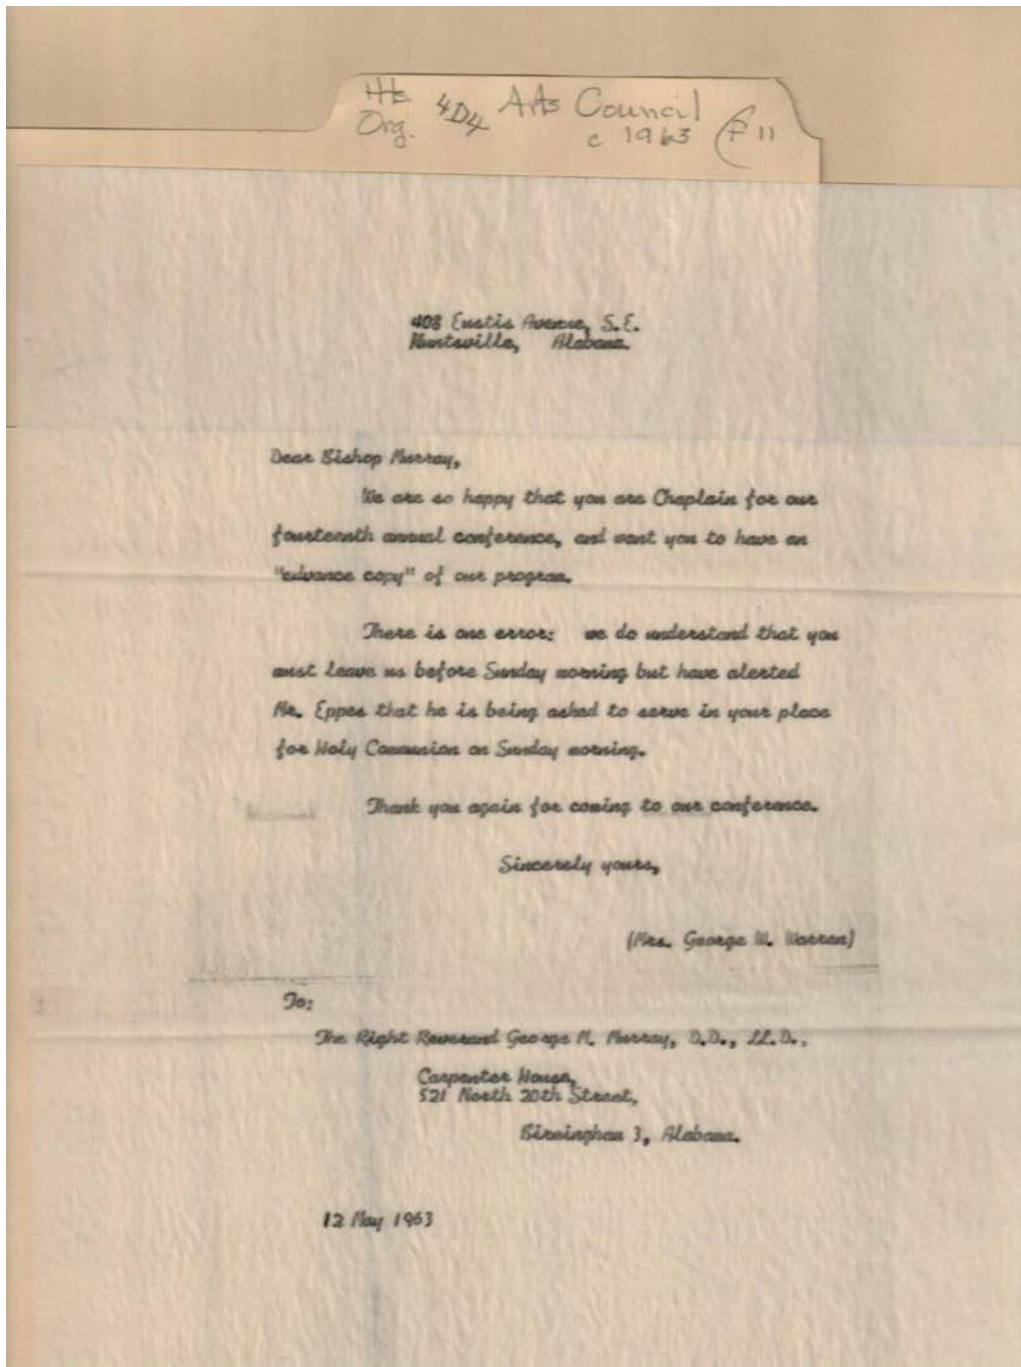 Hts Arts Council
Org. 4D4 c 1963 F 11
408 Eustis Avenue, S.E.
Huntsville, Alabama.
Dear Bishop Murray,
We are so happy that you are Chaplain for our
fourteenth annual conference, and want you to have an
"advance copy" of our program.
There is one error: we do understand that you
must leave us before Sunday morning but have alerted
Mr. Eppes that he is being asked to serve in your place
for Holy Communion on Sunday morning.
Thank you again for coming to our conference.
Sincerely yours,
(Mrs. George W. Warren)
To:
The Right Reverend George M. Murray, D.D., LL.D.,
Carpenter House,
521 North 20th Street,
Birmingham 3, Alabama.
12 May 1963